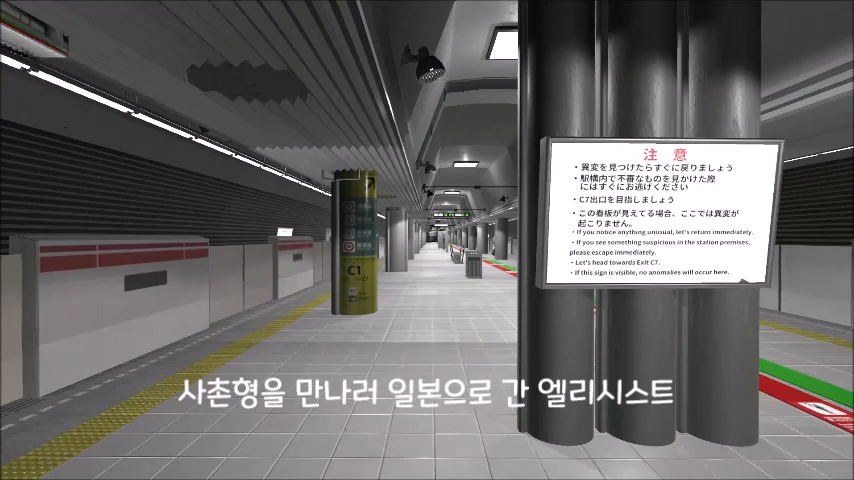 注 意
・異変を見つけたらすぐに戻りましょう
・駅構内で不審なものを見かけた際
にはすぐにお逃げください
・C7出口を目指しましょう
・この看板が見えてる場合、ここでは異変が
起こりません。
・If you notice anything unusual, let's return immediately.
・If you see something suspicious in the station premises,
please escape immediately.
・Let's head towards Exit C7.
・If this sign is visible, no anomalies will occur here.
C1
사촌형을 만나러 일본으로 간 엘리시스트